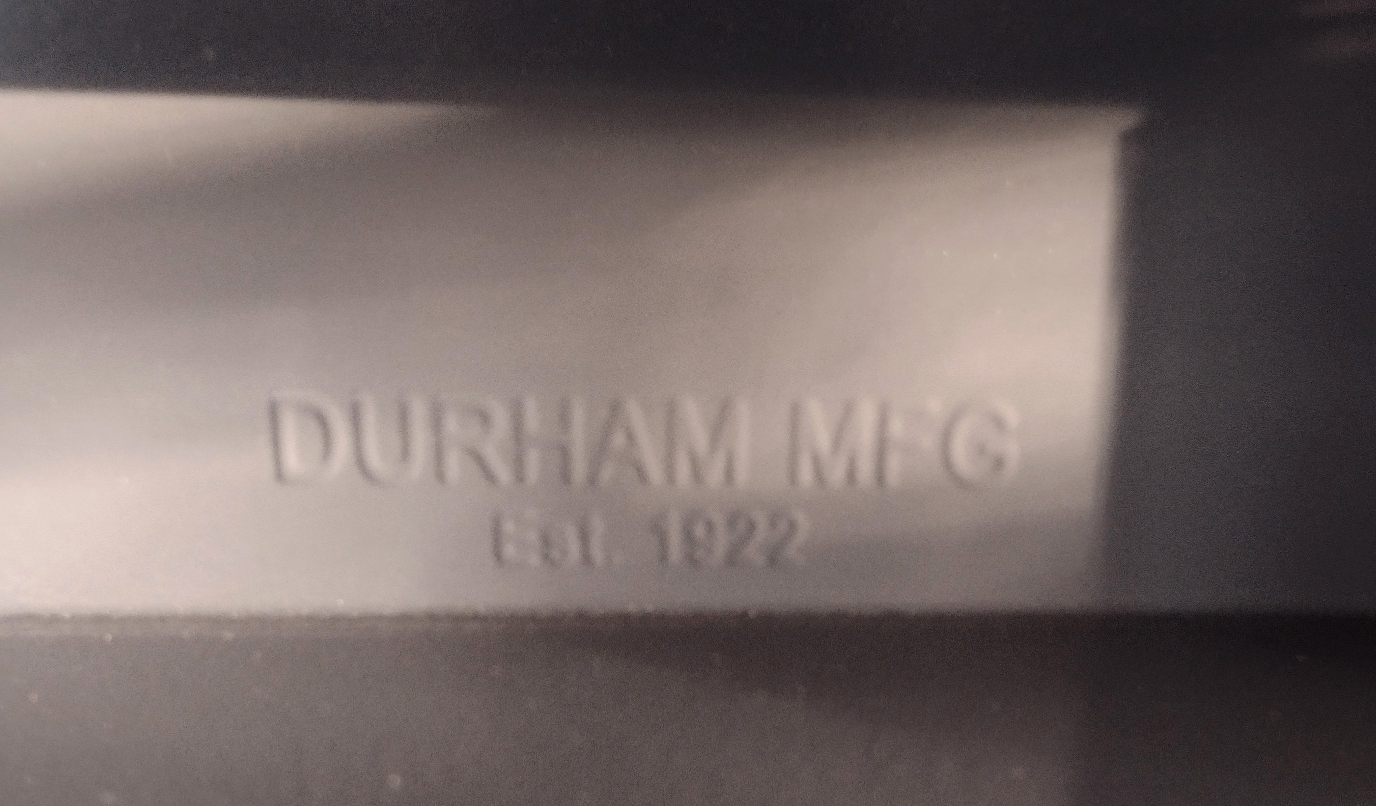 DURHAM MFG
Est. 1922